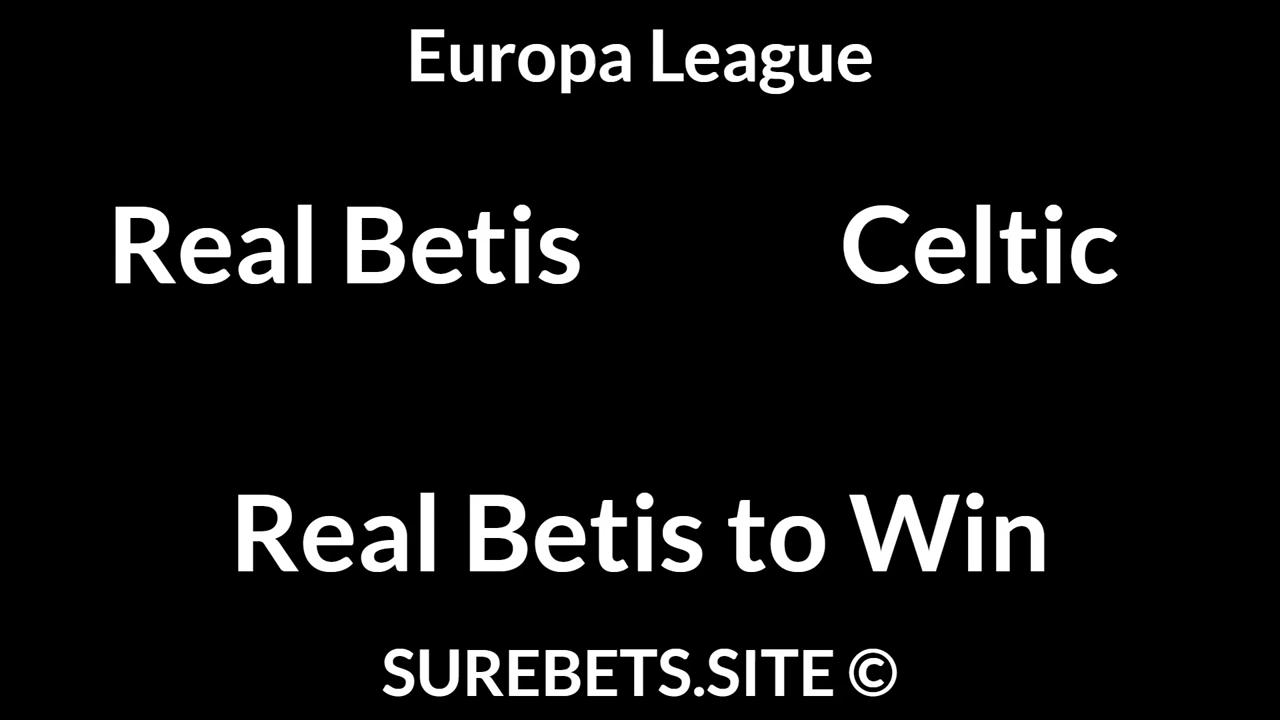 Europa League
Real Betis Celtic
Real Betis to Win
SUREBETS.SITE ©